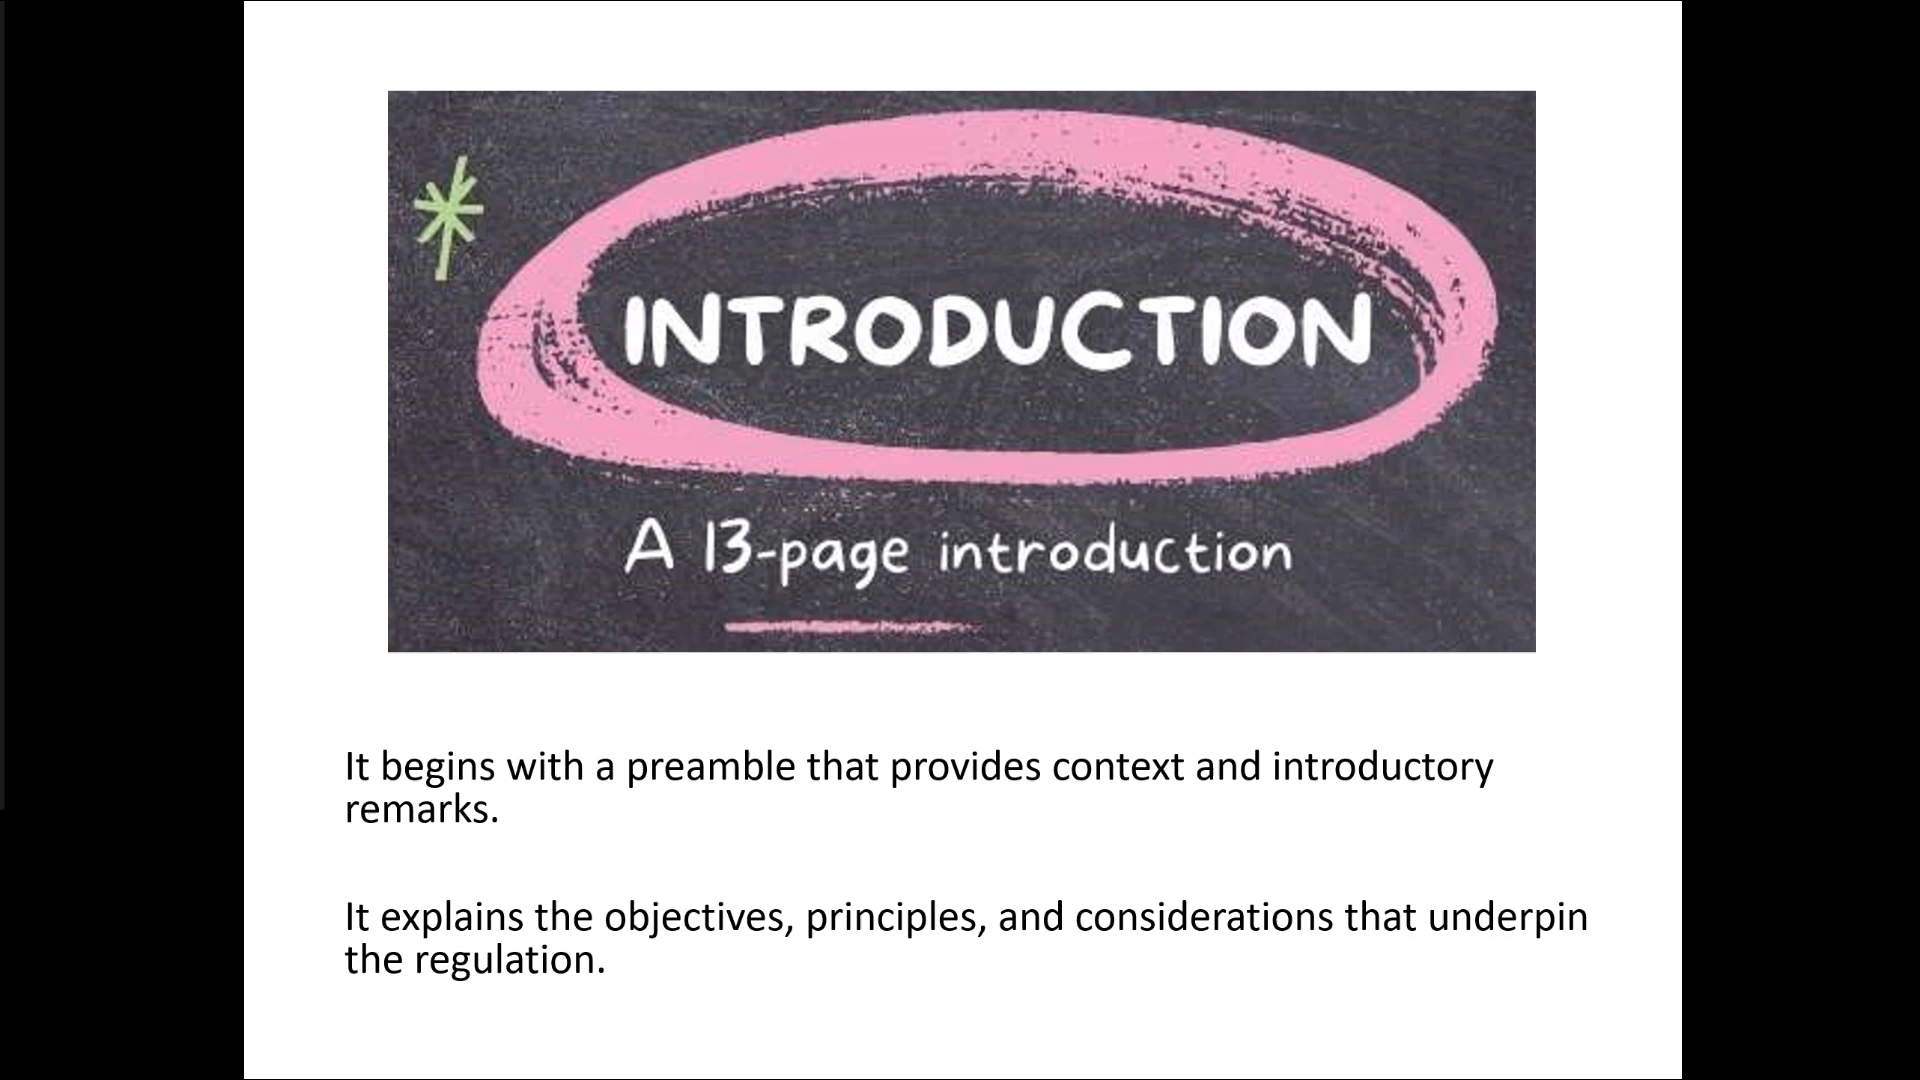 INTRODUCTION
A 13-page introduction
It begins with a preamble that provides context and introductory
remarks.
It explains the objectives, principles, and considerations that underpin
the regulation.